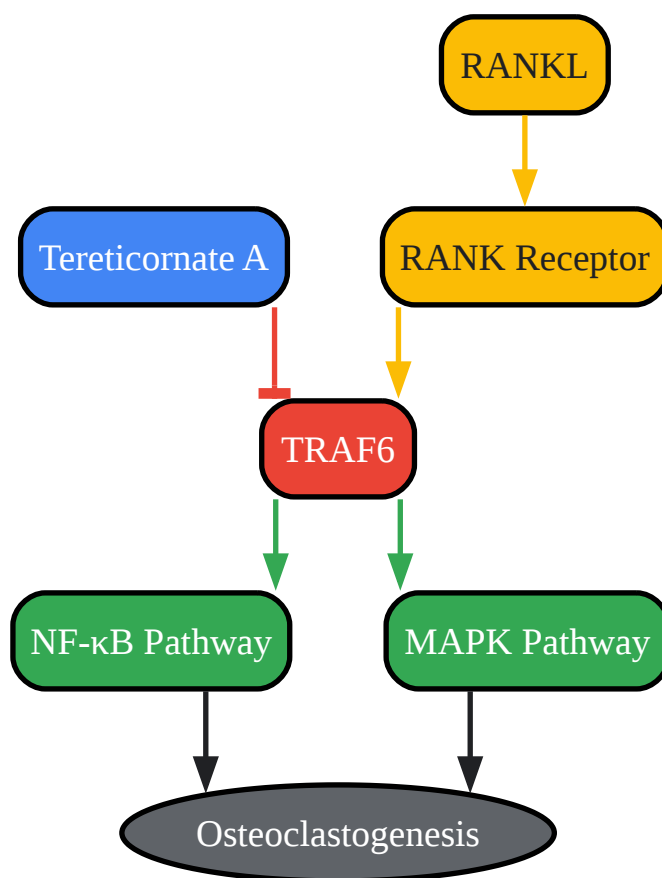 RANKL
Tereticornate A
RANK Receptor
TRAF6
NF-κB Pathway
MAPK Pathway
Osteoclastogenesis